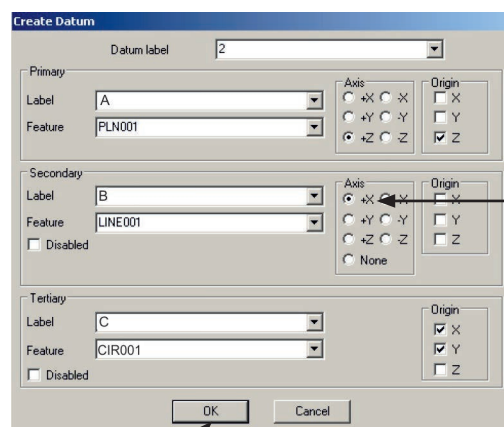 Create Datum
Datum label 2
Primary
Label A
Feature PLN001
Axis
+X -X
+Y -Y
+Z -Z
Origin
X
Y
Z
Secondary
Label B
Feature LINE001
Disabled
Axis
+X -X
+Y -Y
+Z -Z
None
Origin
X
Y
Z
Tertiary
Label C
Feature CIR001
Disabled
Origin
X
Y
Z
OK Cancel